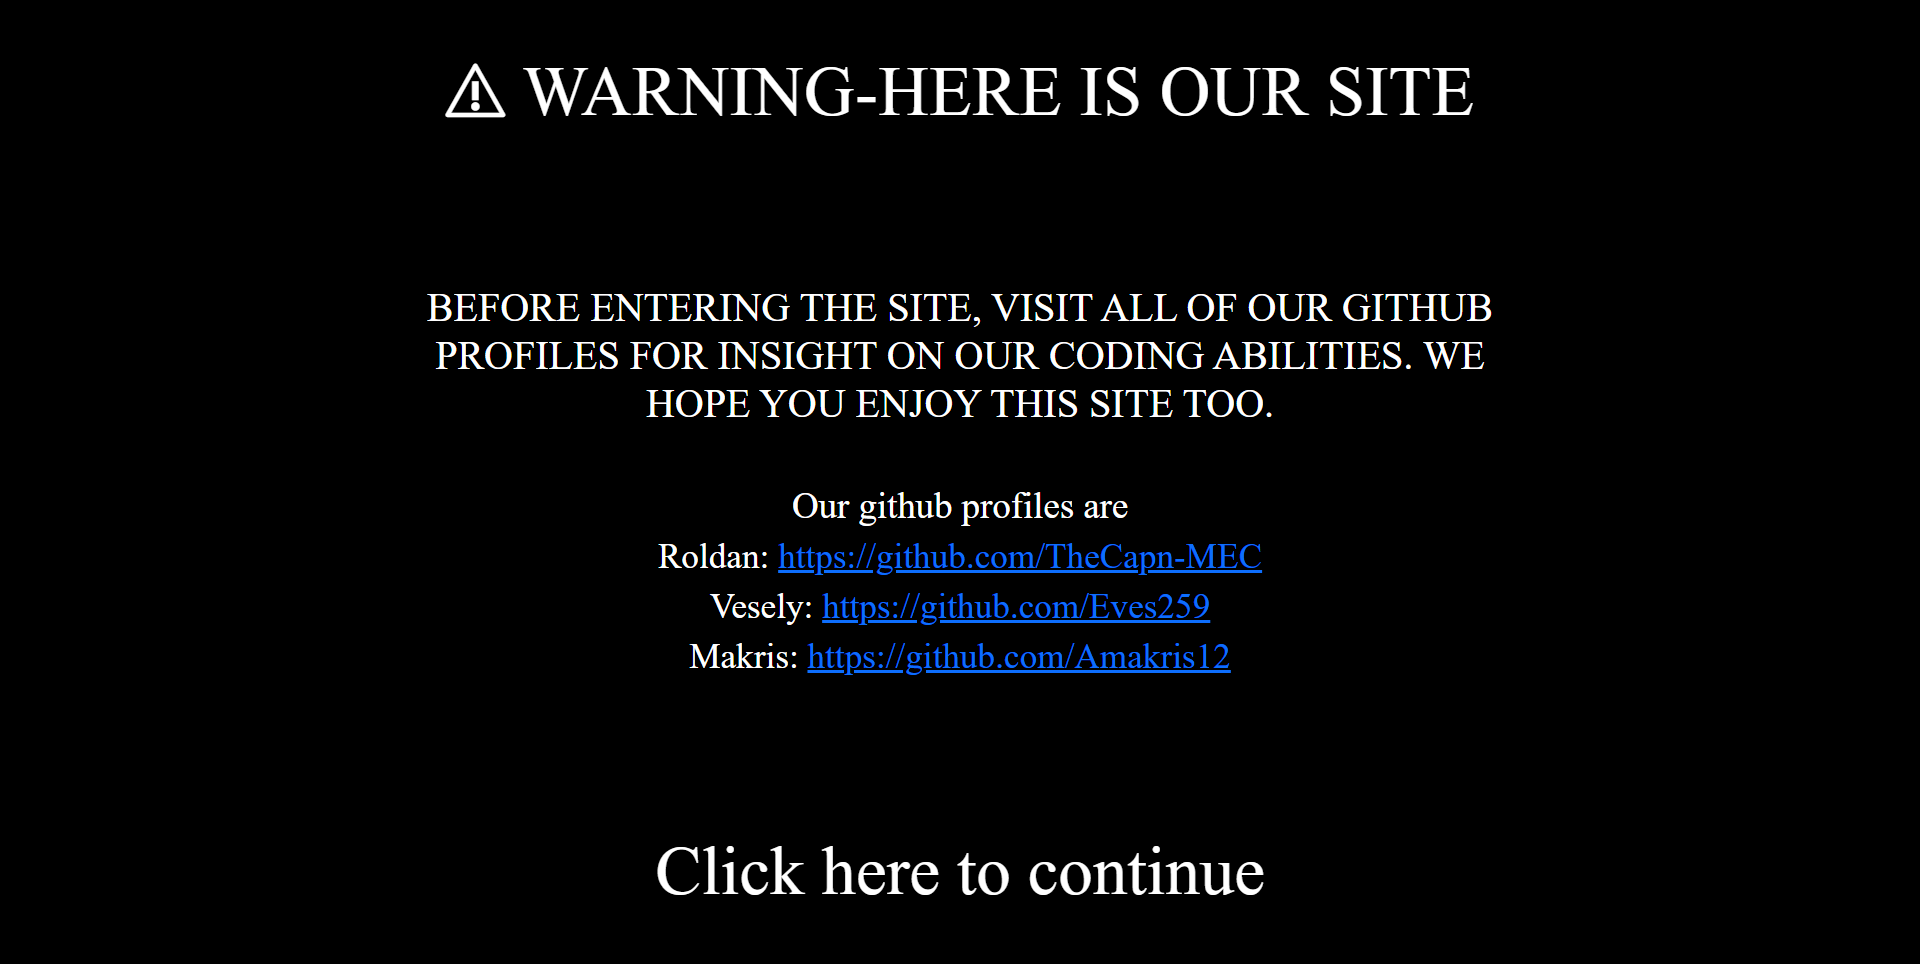 ⚠ WARNING-HERE IS OUR SITE
BEFORE ENTERING THE SITE, VISIT ALL OF OUR GITHUB
PROFILES FOR INSIGHT ON OUR CODING ABILITIES. WE
HOPE YOU ENJOY THIS SITE TOO.
Our github profiles are
Roldan: https://github.com/TheCapn-MEC
Vesely: https://github.com/Eves259
Makris: https://github.com/Amakris12
Click here to continue